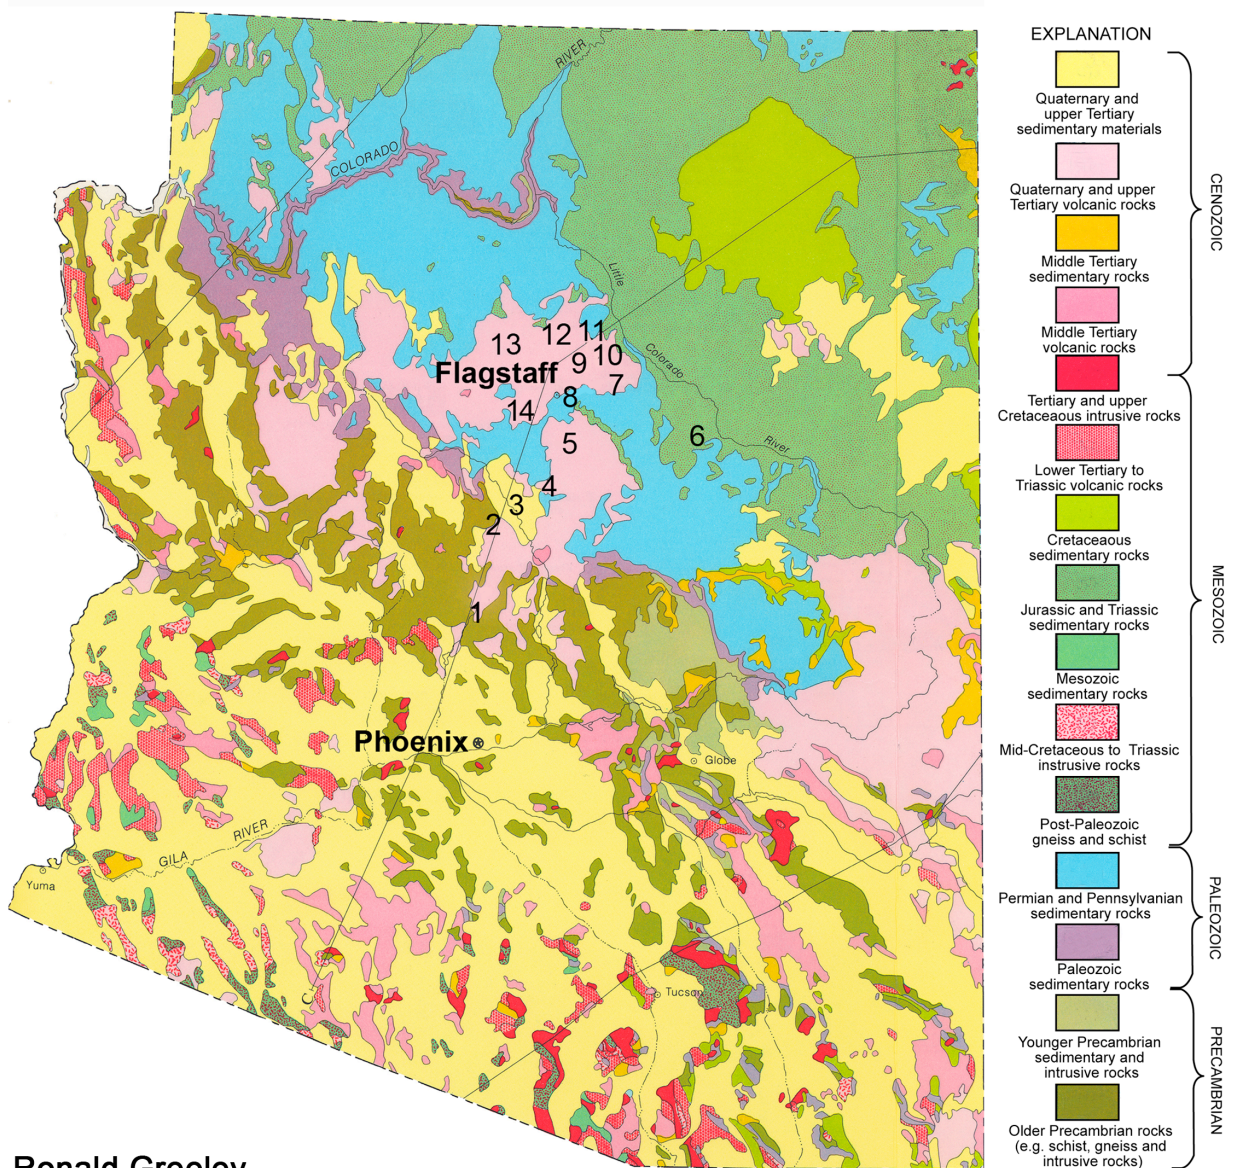 EXPLANATION
Quaternary and
upper Tertiary
sedimentary materials
Quaternary and upper
Tertiary volcanic rocks
Middle Tertiary
sedimentary rocks
Middle Tertiary
volcanic rocks
Tertiary and upper
Cretaceous intrusive rocks
Lower Tertiary to
Triassic volcanic rocks
Cretaceaous
sedimentary rocks
Jurassic and Triassic
sedimentary rocks
Mesozoic
sedimentary rocks
Mid-Cretaceous to Triassic
instrusive rocks
Post-Paleozoic
gneiss and schist
Permian and Pennsylvanian
sedimentary rocks
Paleozoic
sedimentary rocks
Younger Precambrian
sedimentary and
intrusive rocks
Older Precambrian rocks
(e.g. schist, gneiss and
intrusive rocks)
CENOZOIC
MESOZOIC
PALEOZOIC
PRECAMBRIAN
RIVER
COLORADO
Little
Colorado
River
13
12
11
9
10
Flagstaff
7
8
14
5
6
4
3
2
1
Phoenix
Globe
GILA RIVER
Yuma
Tucson
C
Ronald Greeley